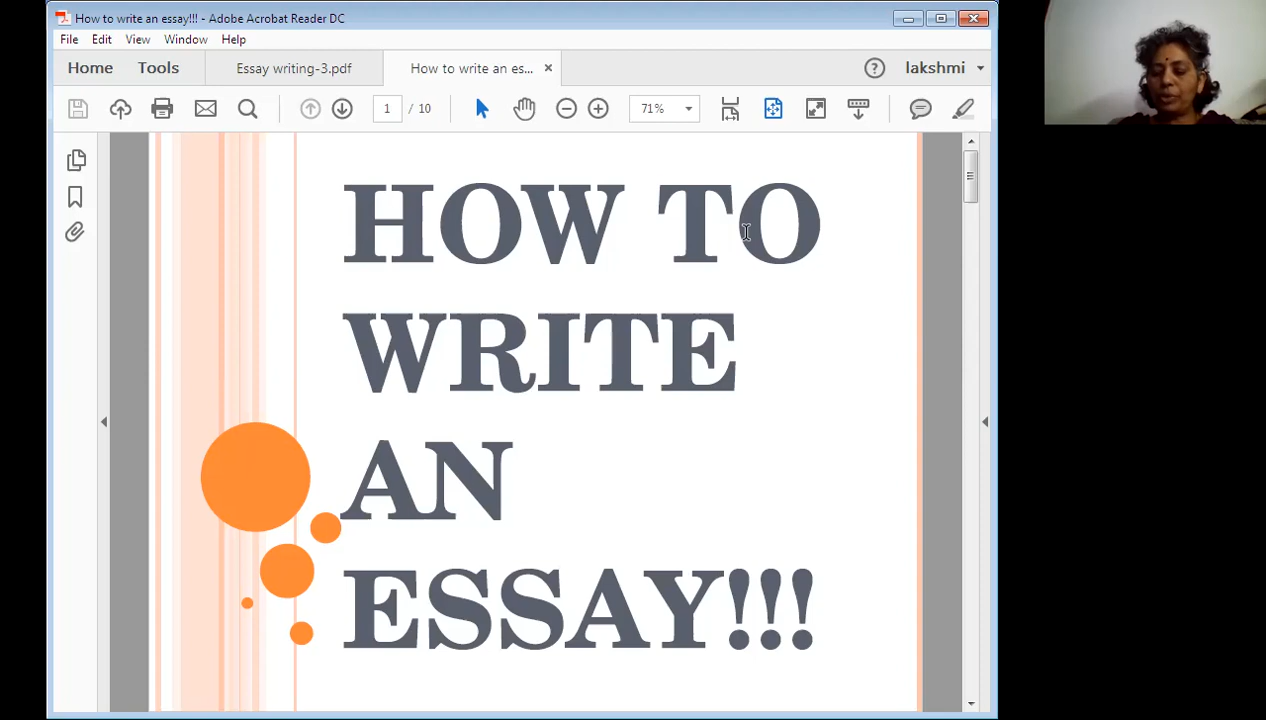 How to write an essay!!! - Adobe Acrobat Reader DC
File Edit View Window Help
Home Tools Essay writing-3.pdf How to write an es... × lakshmi
1 / 10 71%
HOW TO
WRITE
AN
ESSAY!!!